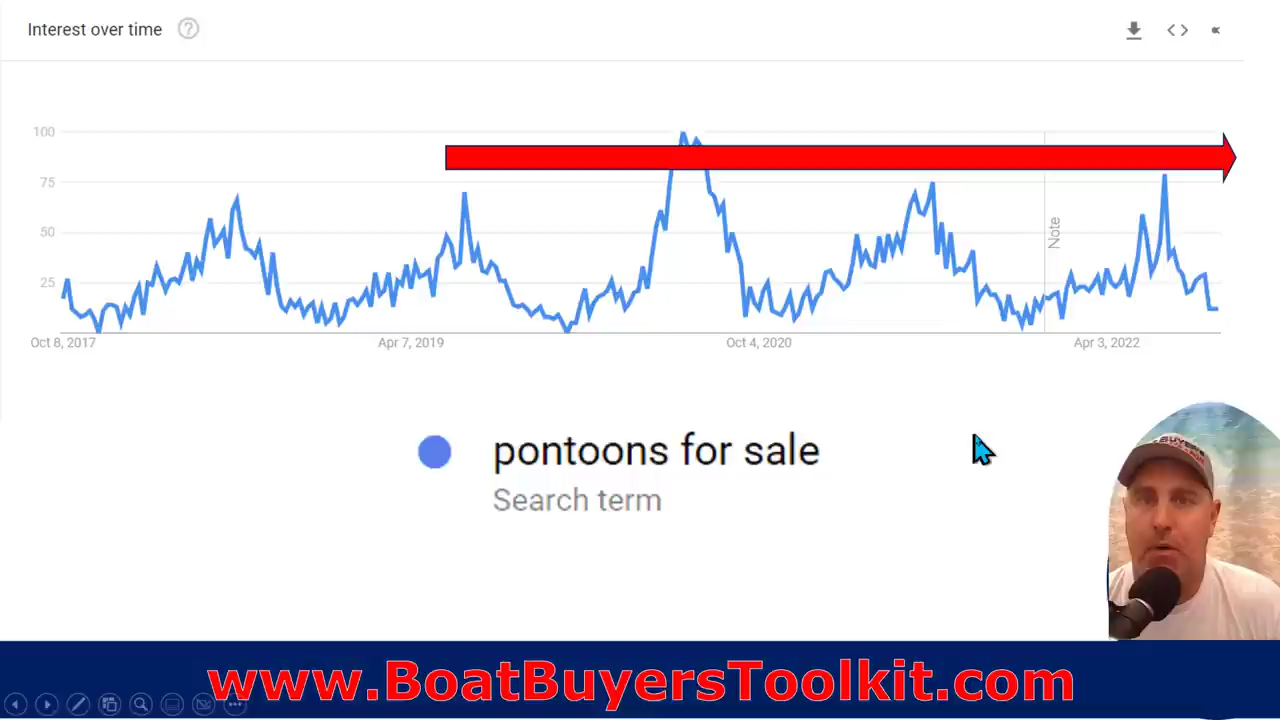 Interest over time ?
100
75
50
25
Note
Oct 8, 2017 Apr 7, 2019 Oct 4, 2020 Apr 3, 2022
pontoons for sale
Search term
BUYER
www.BoatBuyersToolkit.com